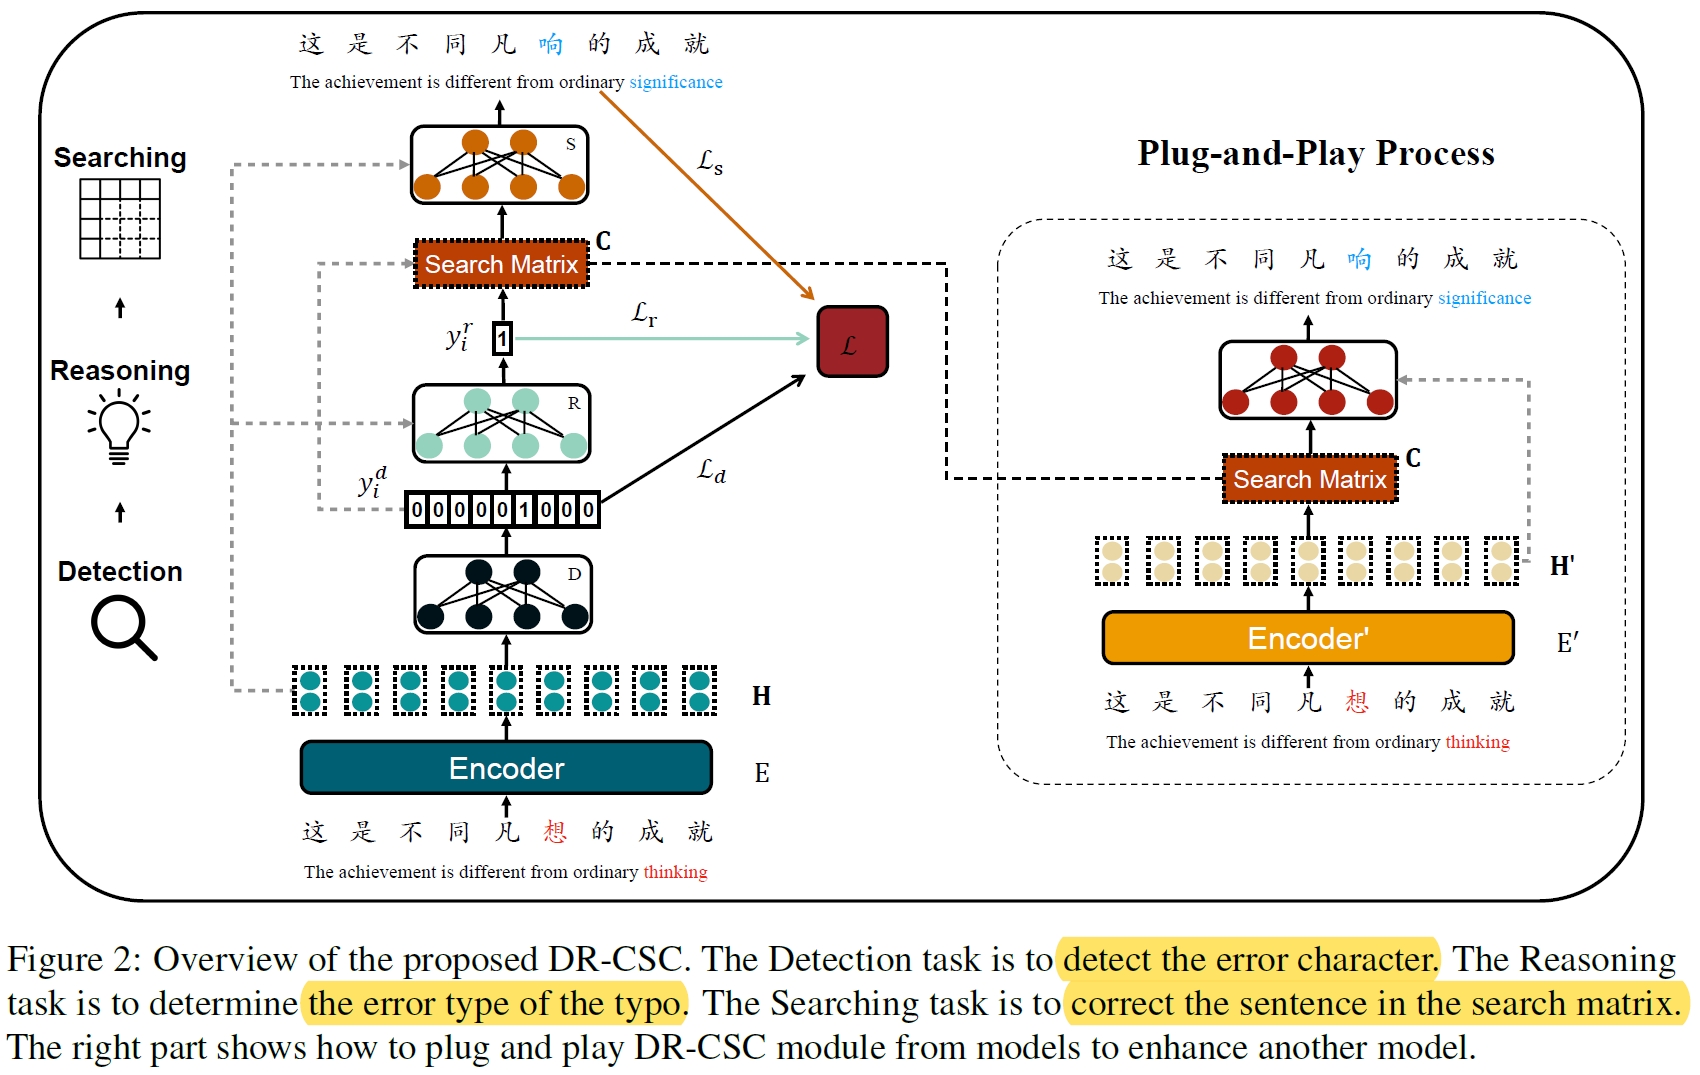 这 是 不 同 凡 响 的 成 就
The achievement is different from ordinary significance
S
Searching
ℒs
Plug-and-Play Process
Search Matrix
C
这 是 不 同 凡 响 的 成 就
The achievement is different from ordinary significance
y_i^r
1
ℒr
ℒ
Reasoning
R
ℒd
y_i^d
0 0 0 0 0 1 0 0 0
Search Matrix
C
Detection
D
H'
Encoder'
E′
H
这 是 不 同 凡 想 的 成 就
The achievement is different from ordinary thinking
Encoder
E
这 是 不 同 凡 想 的 成 就
The achievement is different from ordinary thinking
Figure 2: Overview of the proposed DR-CSC. The Detection task is to detect the error character. The Reasoning
task is to determine the error type of the typo. The Searching task is to correct the sentence in the search matrix.
The right part shows how to plug and play DR-CSC module from models to enhance another model.